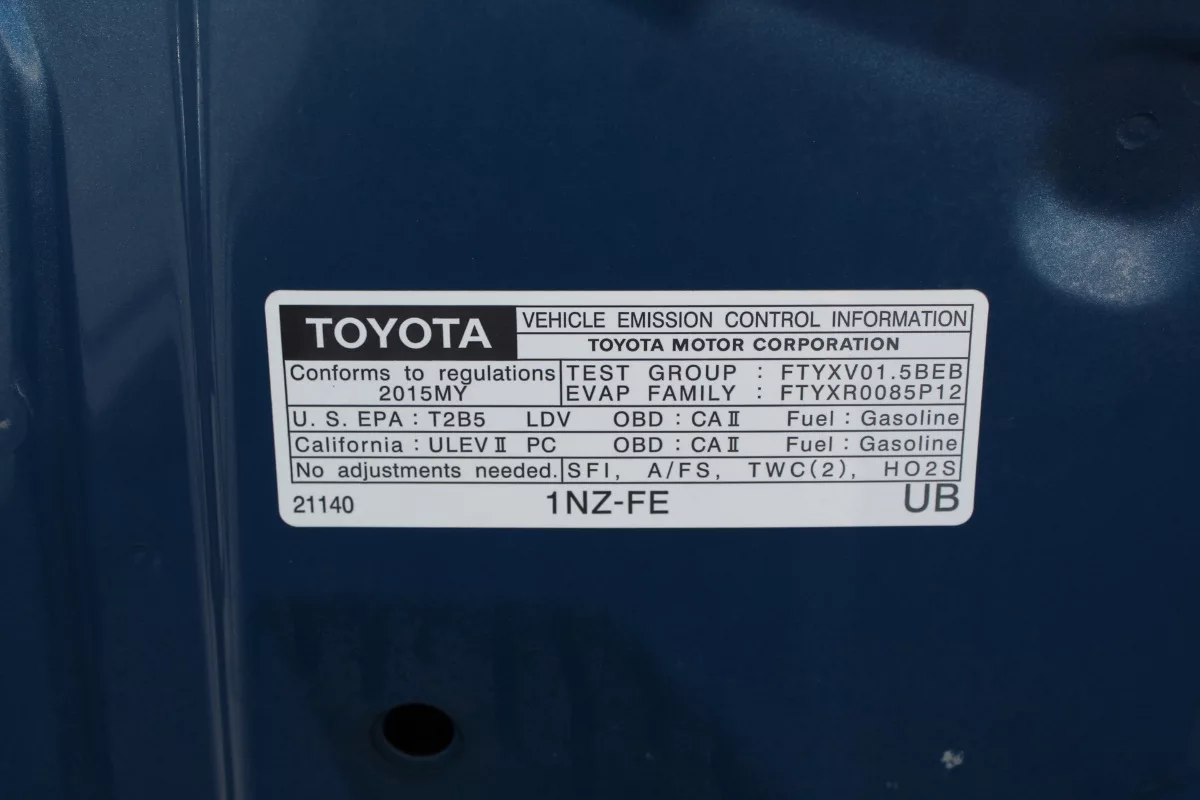 TOYOTA
VEHICLE EMISSION CONTROL INFORMATION
TOYOTA MOTOR CORPORATION
Conforms to regulations
2015MY
TEST GROUP : FTYXV01.5BEB
EVAP FAMILY : FTYXR0085P12
U. S. EPA : T2B5 LDV OBD : CA II Fuel : Gasoline
California : ULEV II PC OBD : CA II Fuel : Gasoline
No adjustments needed. SFI, A/FS, TWC(2), HO2S
21140 1NZ-FE UB